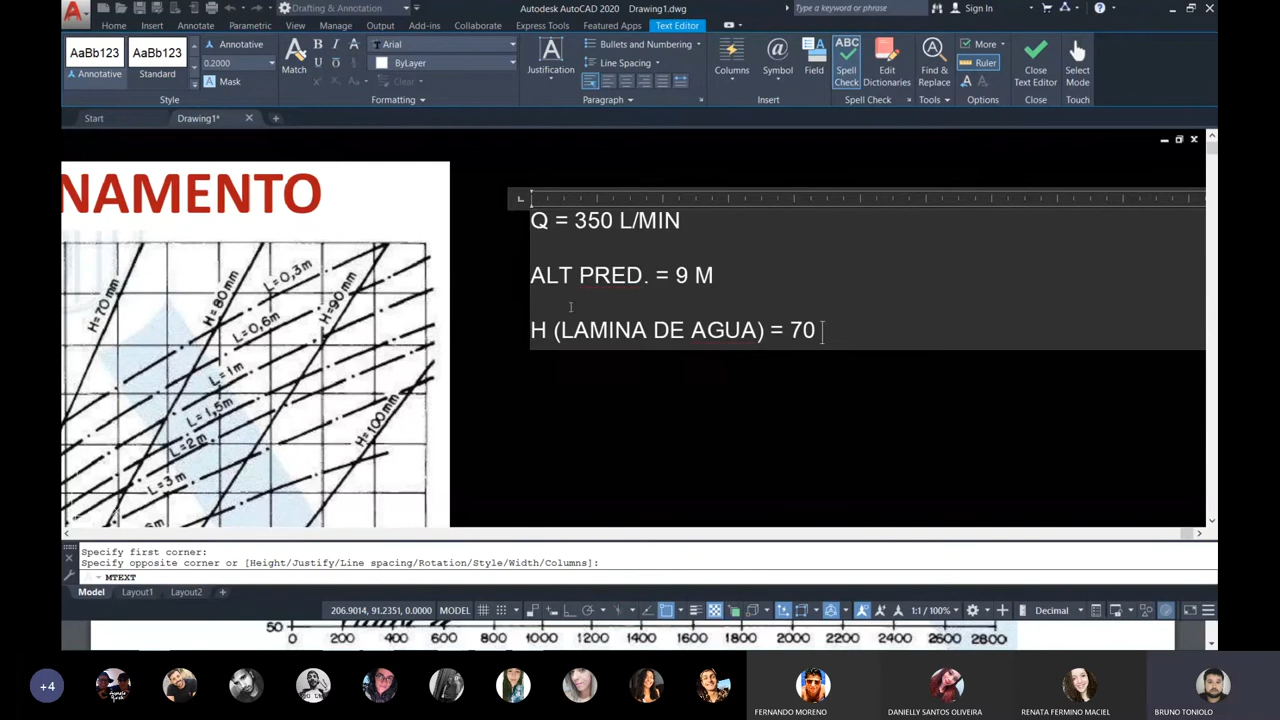 Autodesk AutoCAD 2020 Drawing1.dwg
Drafting & Annotation
Type a keyword or phrase
Sign In
Home Insert Annotate Parametric View Manage Output Add-ins Collaborate Express Tools Featured Apps Text Editor
AaBb123 AaBb123
Annotative Standard
Annotative
0.2000
Mask
Style
Match
Arial
ByLayer
Clear
Formatting
Justification
Bullets and Numbering
Line Spacing
Paragraph
Columns
Symbol
Field
Insert
ABC
Spell Check
Edit Dictionaries
Spell Check
Find & Replace
Tools
More
Ruler
Options
Close Text Editor
Close
Select Mode
Touch
Start Drawing1*
NAMENTO
H=70mm
H=80mm
L=0,3m
H=90mm
L=0,6m
L=1m
L=1,5m
L=2m
H=100mm
L=3m
Q = 350 L/MIN
ALT PRED. = 9 M
H (LAMINA DE AGUA) = 70
Specify first corner:
Specify opposite corner or [Height/Justify/Line spacing/Rotation/Style/Width/Columns]:
MTEXT
Model Layout1 Layout2
206.9014, 91.2351, 0.0000 MODEL
1:1 / 100%
Decimal
50
0 200 400 600 800 1000 1200 1400 1600 1800 2000 2200 2400 2600 2800
+4
FERNANDO MORENO
DANIELLY SANTOS OLIVEIRA
RENATA FERMINO MACIEL
BRUNO TONIOLO